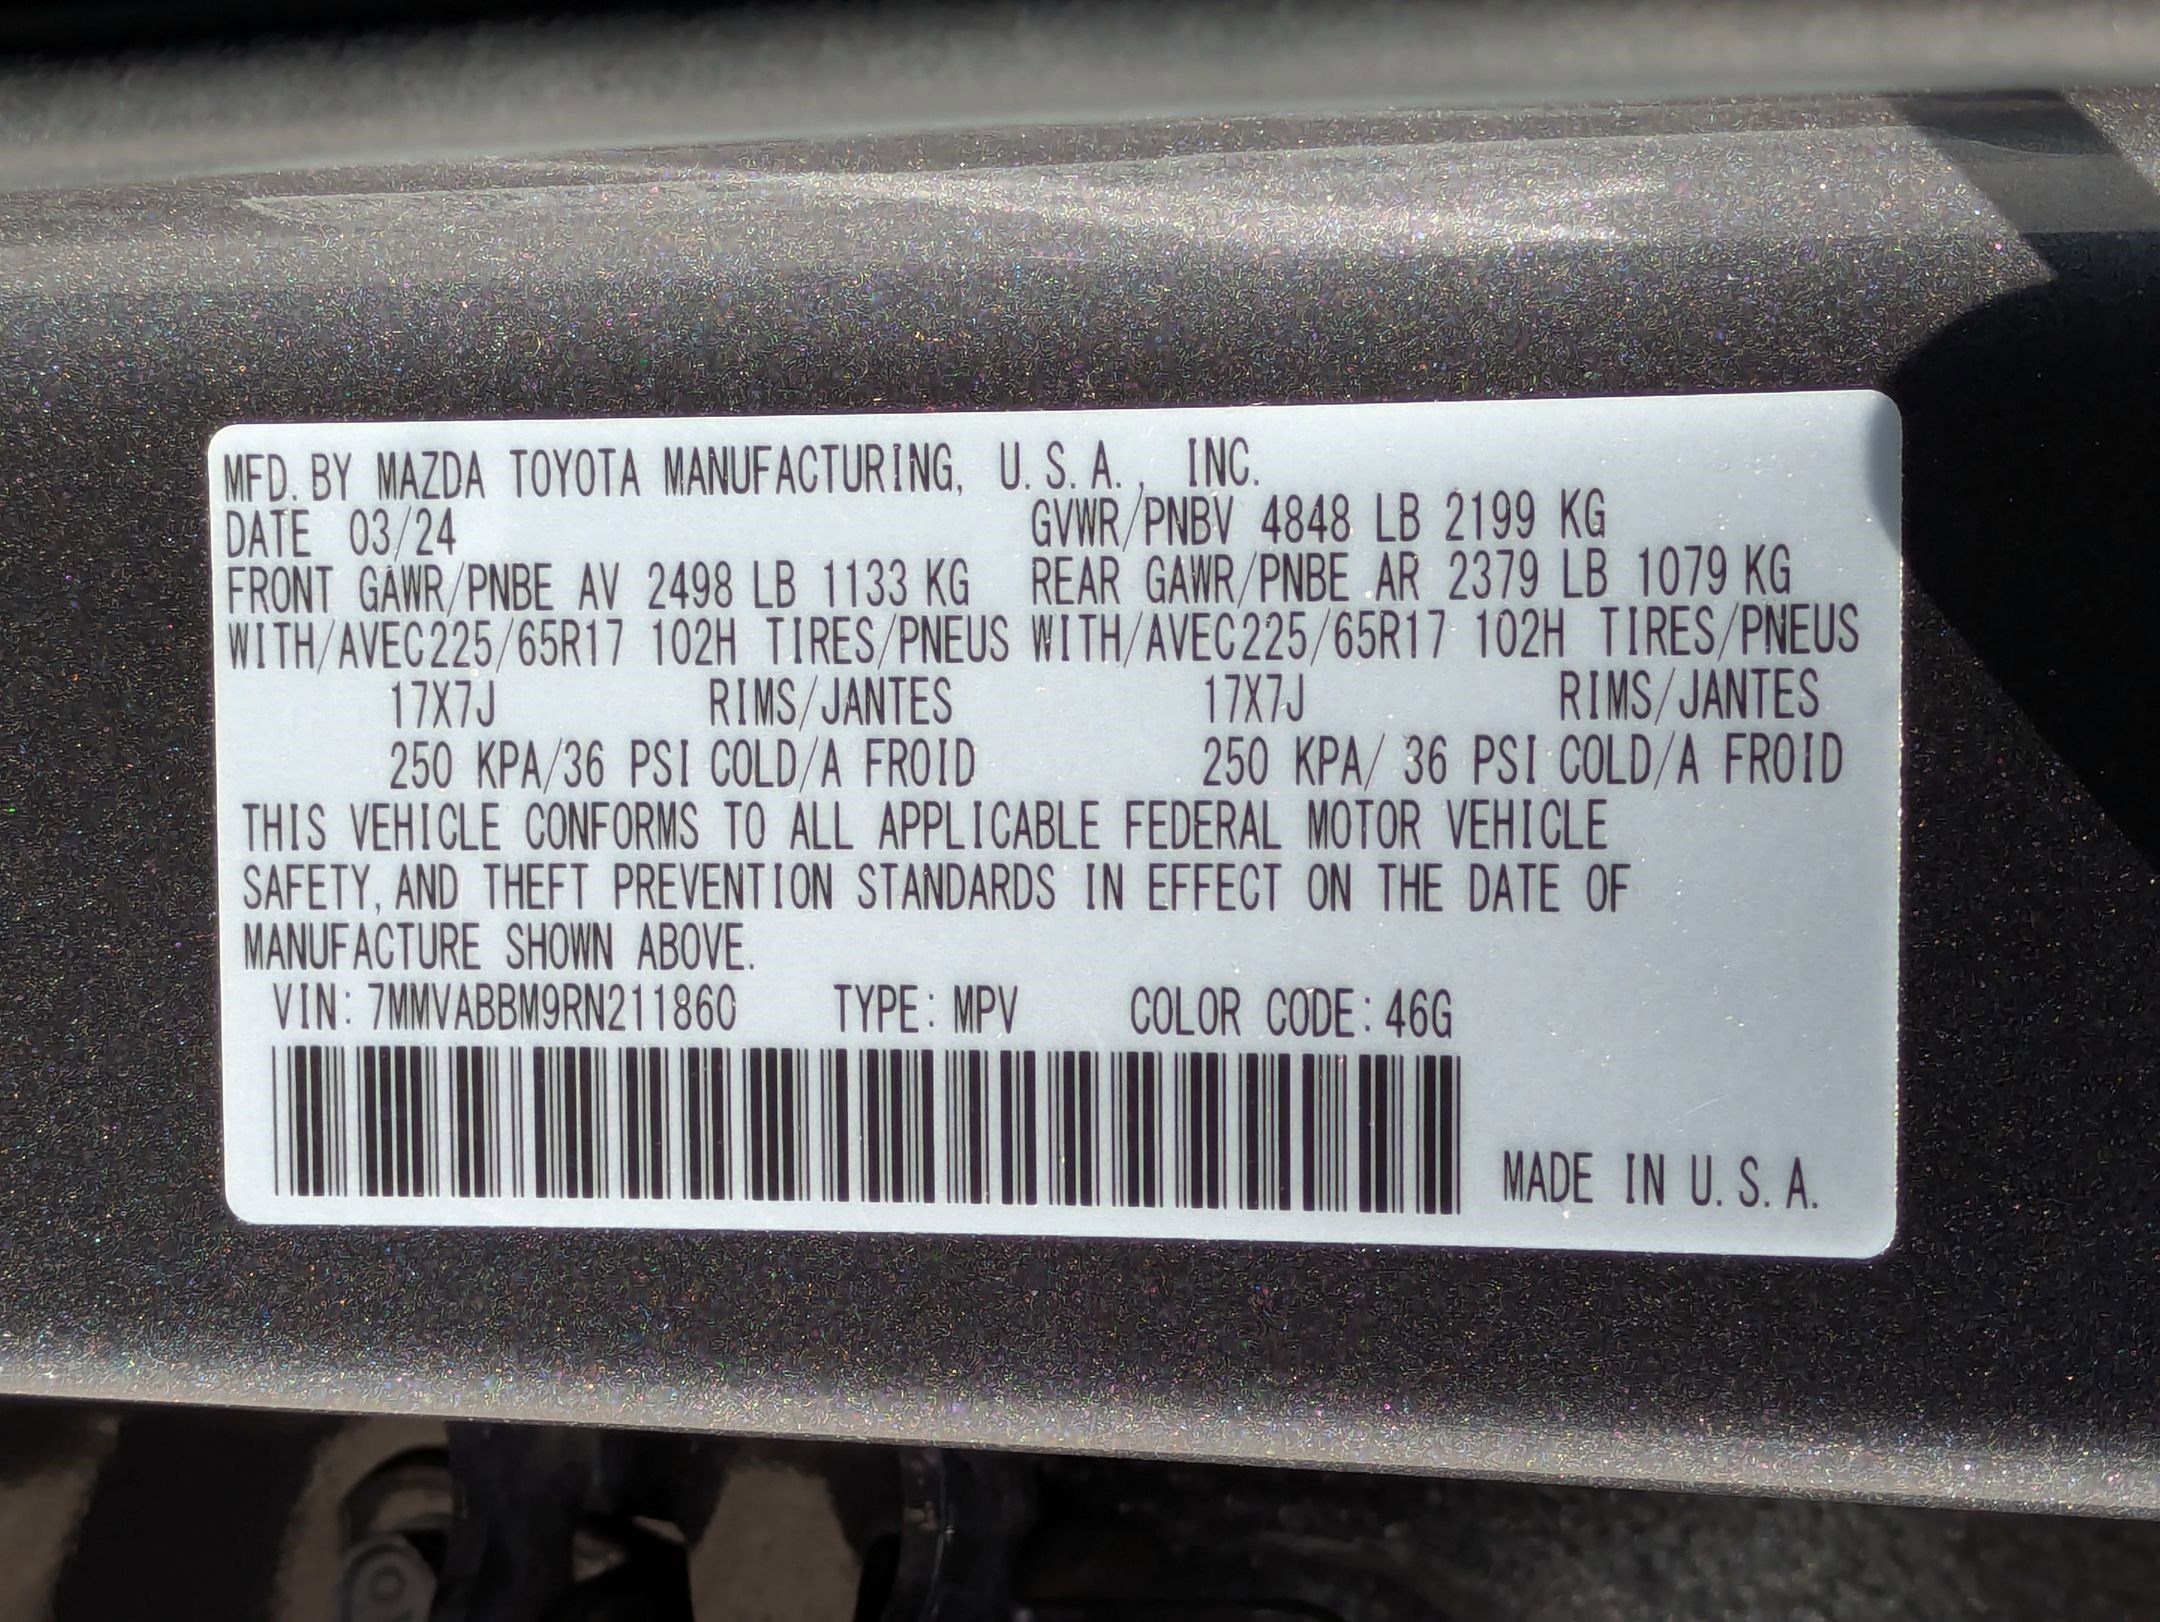 MFD. BY MAZDA TOYOTA MANUFACTURING, U.S.A., INC.
DATE 03/24 GVWR/PNBV 4848 LB 2199 KG
FRONT GAWR/PNBE AV 2498 LB 1133 KG REAR GAWR/PNBE AR 2379 LB 1079 KG
WITH/AVEC225/65R17 102H TIRES/PNEUS WITH/AVEC225/65R17 102H TIRES/PNEUS
17X7J RIMS/JANTES 17X7J RIMS/JANTES
250 KPA/36 PSI COLD/A FROID 250 KPA/ 36 PSI COLD/A FROID
THIS VEHICLE CONFORMS TO ALL APPLICABLE FEDERAL MOTOR VEHICLE
SAFETY, AND THEFT PREVENTION STANDARDS IN EFFECT ON THE DATE OF
MANUFACTURE SHOWN ABOVE.
VIN: 7MMVABBM9RN211860 TYPE: MPV COLOR CODE: 46G
MADE IN U.S.A.